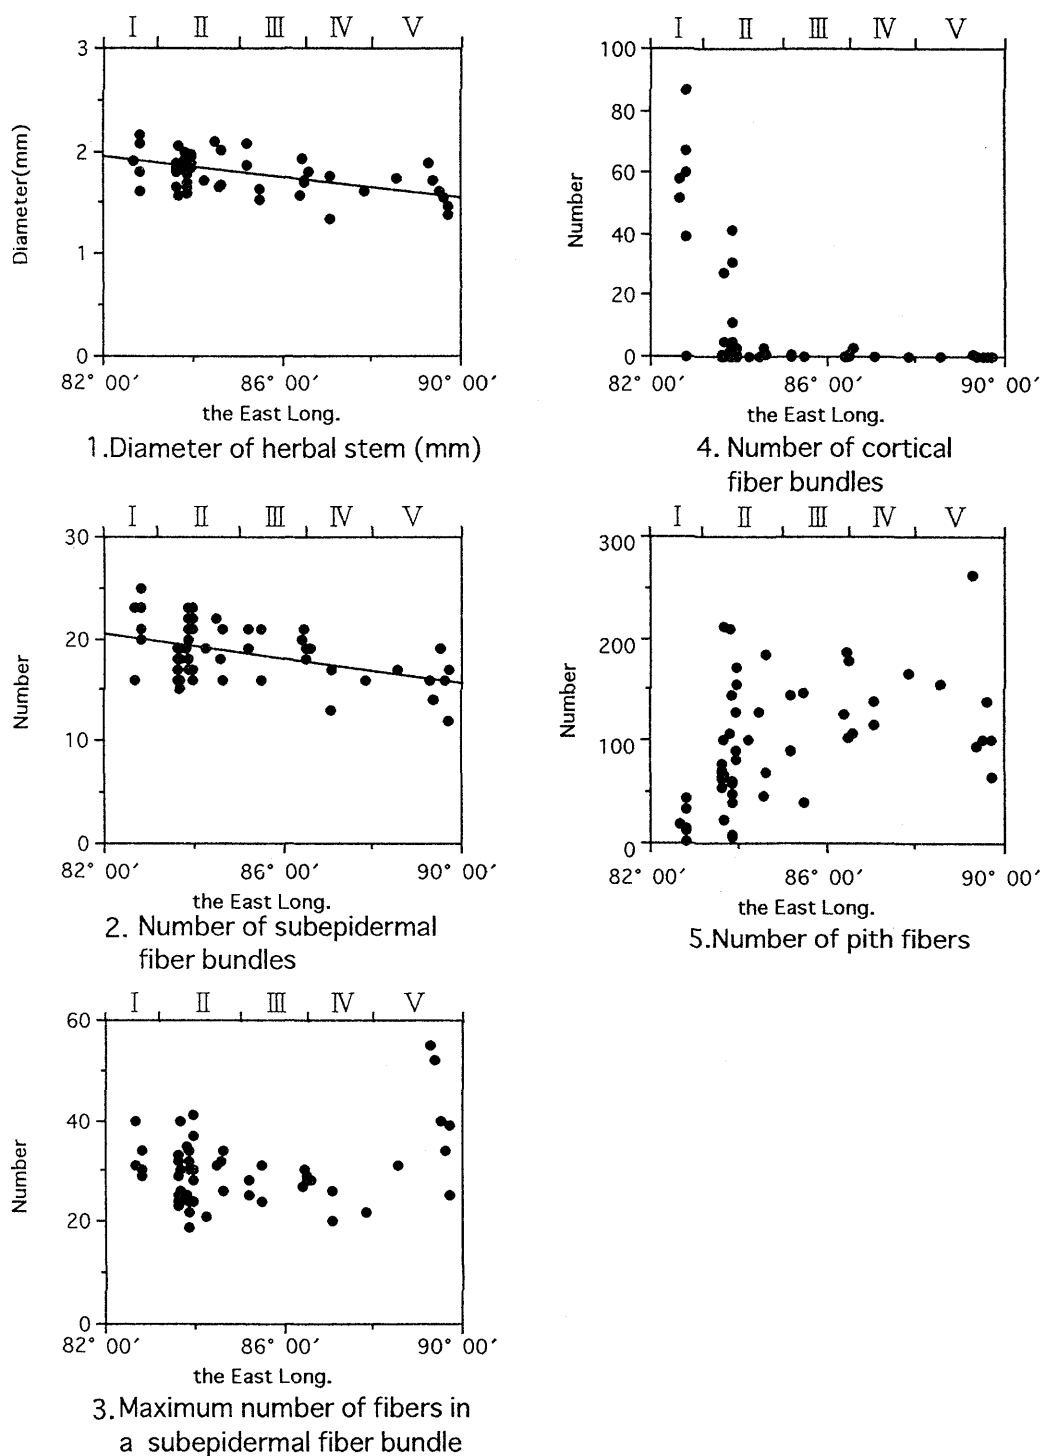 I II III IV V
3
2
1
0
Diameter(mm)
82° 00′ 86° 00′ 90° 00′
the East Long.
1.Diameter of herbal stem (mm)
I II III IV V
30
20
10
0
Number
82° 00′ 86° 00′ 90° 00′
the East Long.
2. Number of subepidermal
fiber bundles
I II III IV V
60
40
20
0
Number
82° 00′ 86° 00′ 90° 00′
the East Long.
3.Maximum number of fibers in
a subepidermal fiber bundle
I II III IV V
100
80
60
40
20
0
Number
82° 00′ 86° 00′ 90° 00′
the East Long.
4. Number of cortical
fiber bundles
I II III IV V
300
200
100
0
Number
82° 00′ 86° 00′ 90° 00′
the East Long.
5.Number of pith fibers